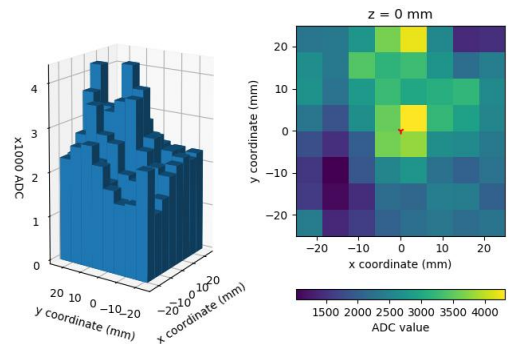 z = 0 mm
4
3
2
1
0
x1000 ADC
20 10 0 -10 -20
y coordinate (mm)
-20 -10 0 10 20
x coordinate (mm)
20
10
0
-10
-20
y coordinate (mm)
-20 -10 0 10 20
x coordinate (mm)
1500 2000 2500 3000 3500 4000
ADC value